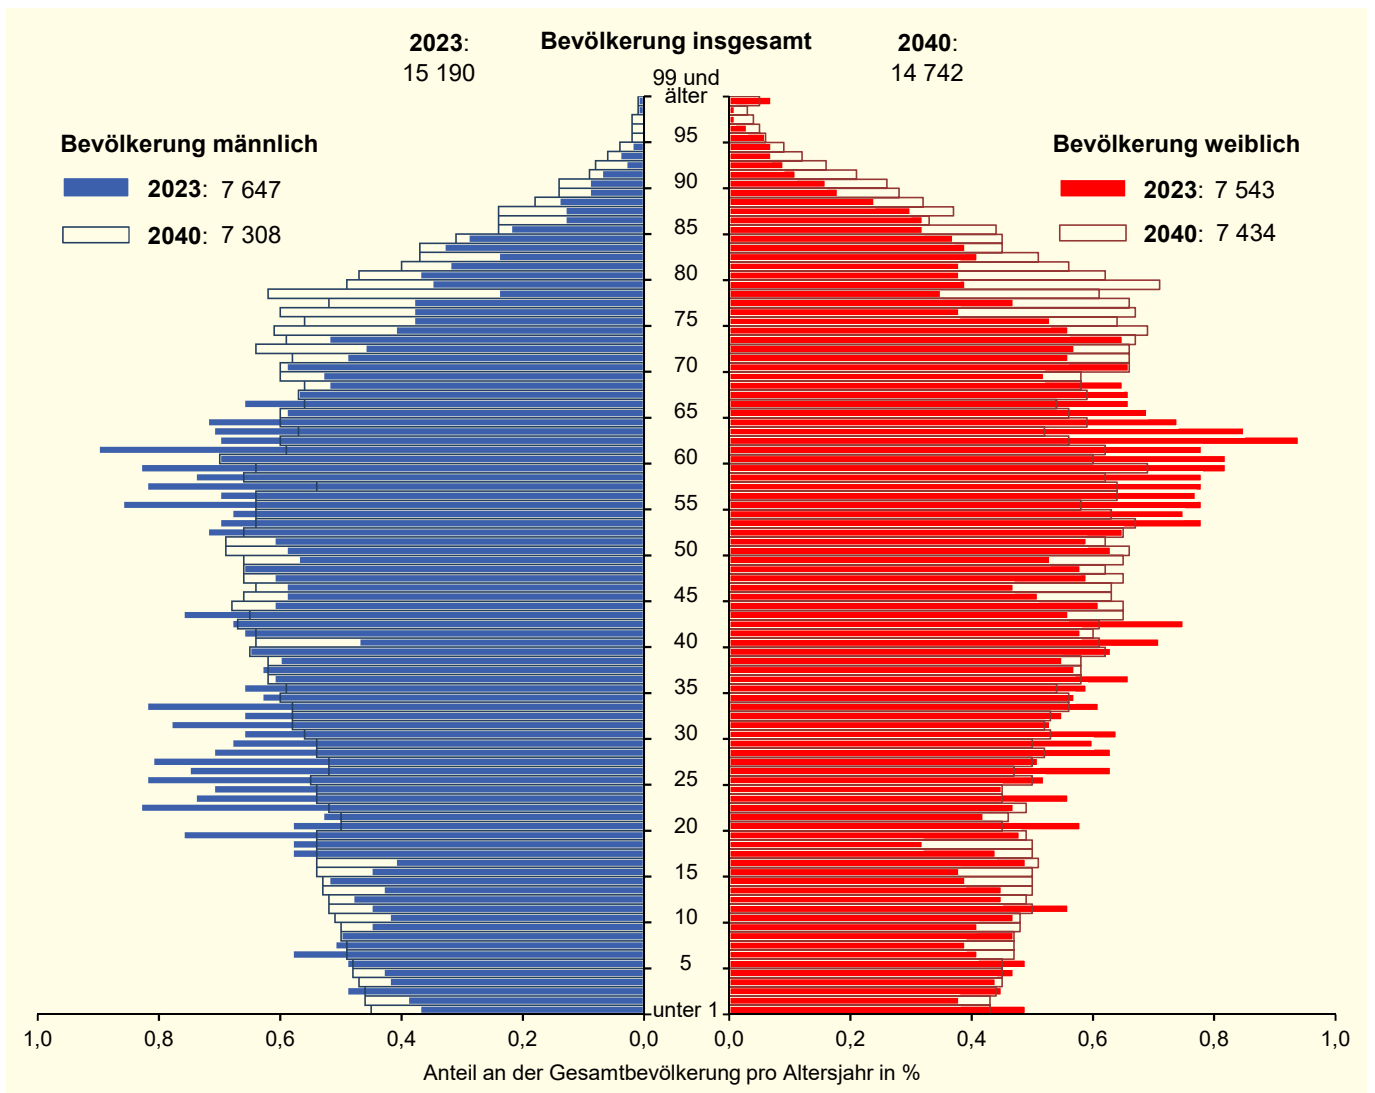 2023: Bevölkerung insgesamt 2040:
15 190 14 742
99 und
älter
Bevölkerung männlich
2023: 7 647
2040: 7 308
Bevölkerung weiblich
2023: 7 543
2040: 7 434
95
90
85
80
75
70
65
60
55
50
45
40
35
30
25
20
15
10
5
unter 1
1,0 0,8 0,6 0,4 0,2 0,0 0,0 0,2 0,4 0,6 0,8 1,0
Anteil an der Gesamtbevölkerung pro Altersjahr in %